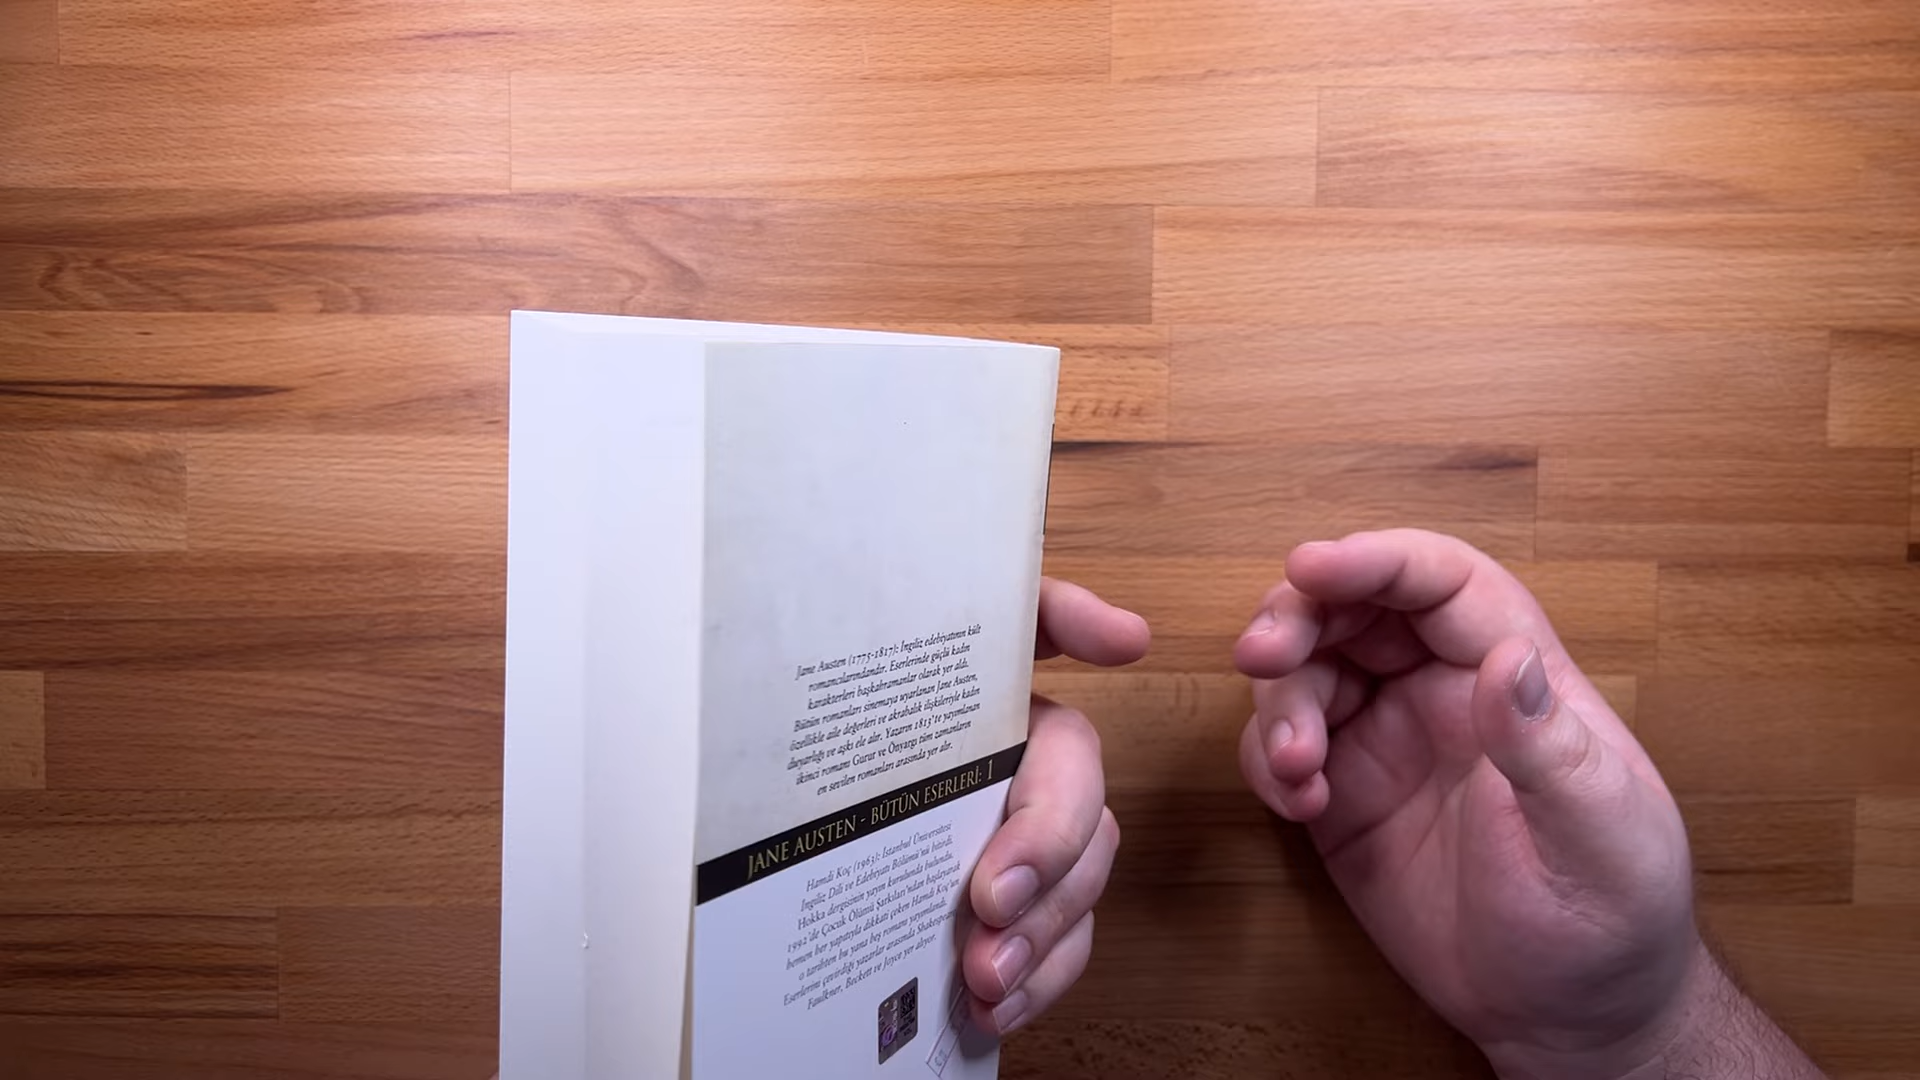 Jane Austen (1775-1817): İngiliz edebiyatının kült
romancılarındandır. Eserlerinde güçlü kadın
karakterleri başkahramanlar olarak yer aldı.
Bütün romanları sinemaya uyarlanan Jane Austen,
özellikle aile değerleri ve akrabalık ilişkileriyle kadın
duyarlığı ve aşkı ele alır. Yazarın 1813'te yayımlanan
ikinci romanı Gurur ve Önyargı tüm zamanların
en sevilen romanları arasında yer alır.
JANE AUSTEN - BÜTÜN ESERLERİ: 1
Hamdi Koç (1963): İstanbul Üniversitesi
İngiliz Dili ve Edebiyatı Bölümü'nü bitirdi.
Hokka dergisinin yayın kurulunda bulundu.
1992'de Çocuk Ölümü Şarkıları'ndan başlayarak
hemen her yapıtıyla dikkati çeken Hamdi Koç'un
o tarihten bu yana beş romanı yayımlandı.
Eserlerini çevirdiği yazarlar arasında Shakespeare,
Faulkner, Beckett ve Joyce yer alıyor.